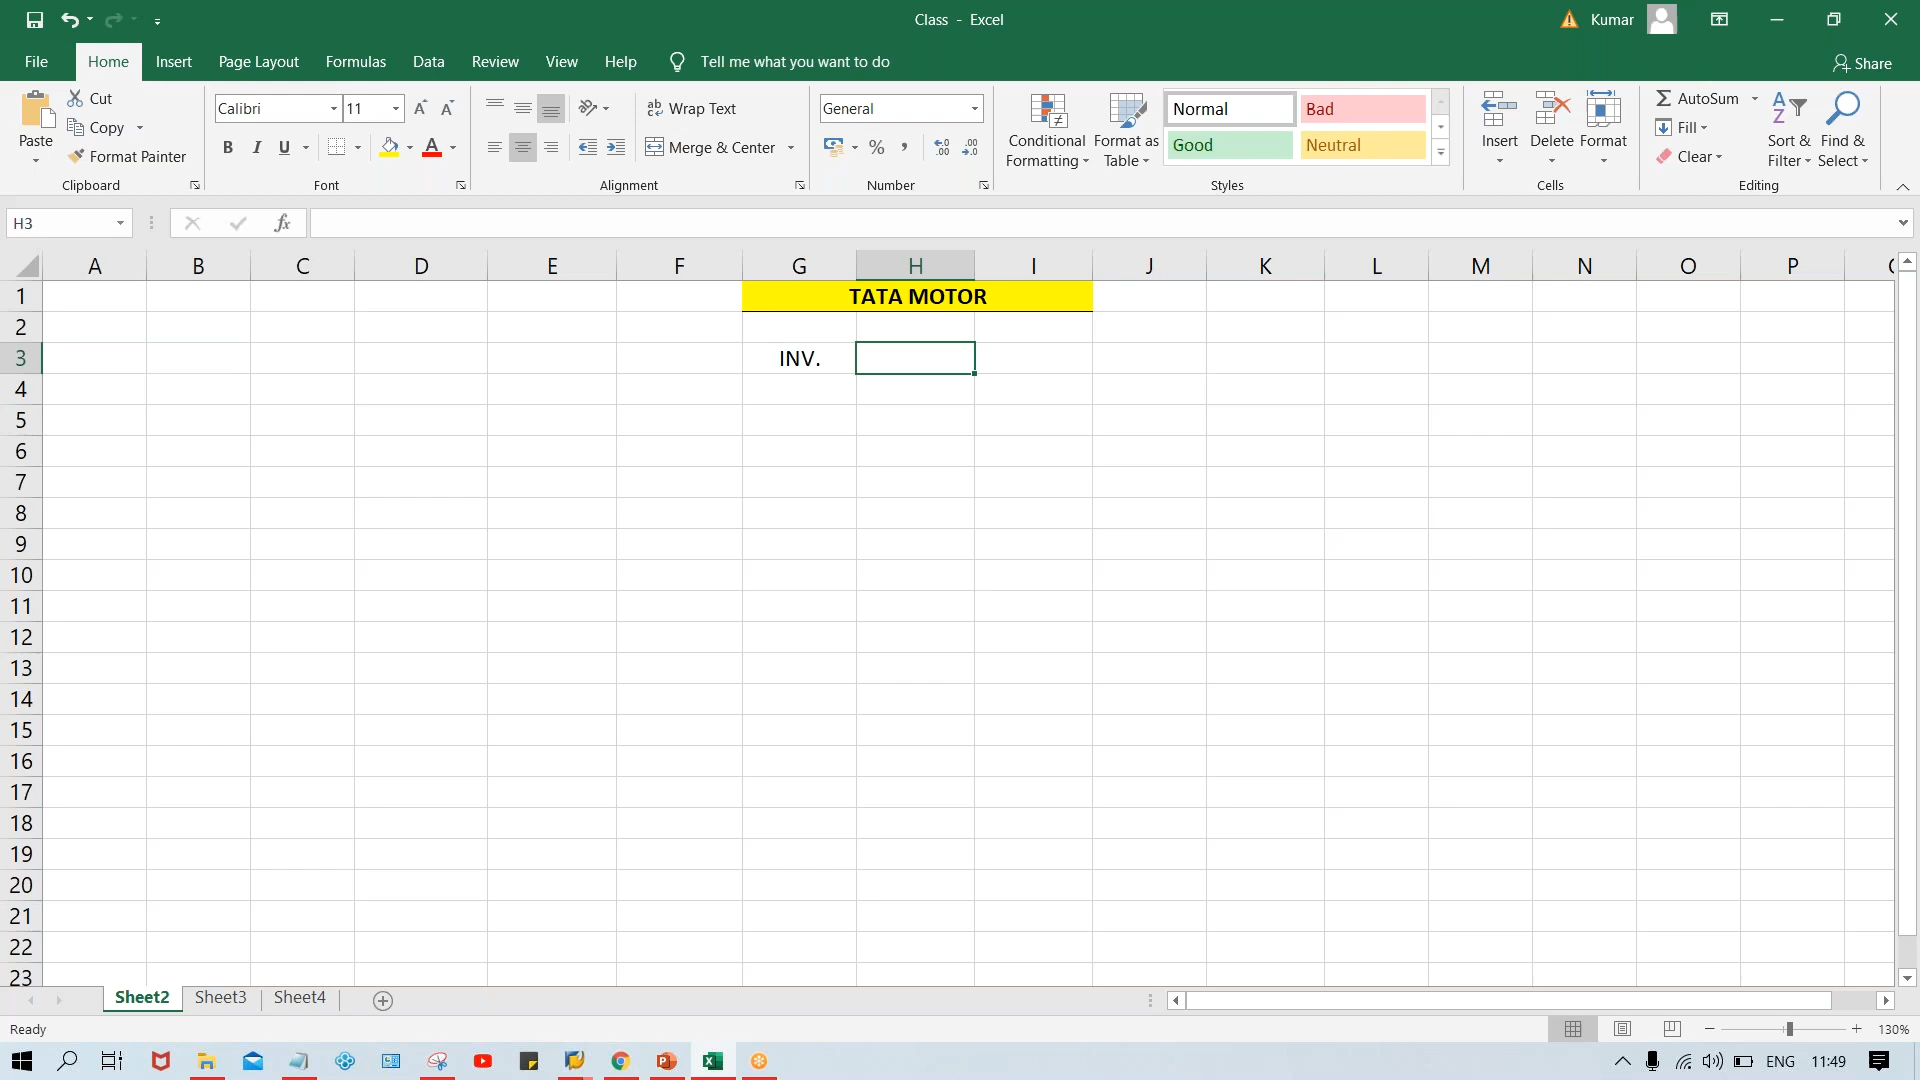 Class - Excel
Kumar
File Home Insert Page Layout Formulas Data Review View Help Tell me what you want to do Share
Paste
Cut
Copy
Format Painter
Clipboard
Calibri 11
B I U A
Font
Wrap Text
Merge & Center
Alignment
General
% ,
Number
Conditional Formatting
Format as Table
Normal Bad
Good Neutral
Styles
Insert Delete Format
Cells
AutoSum
Fill
Clear
Sort & Filter
Find & Select
Editing
H3 fx
A B C D E F G H I J K L M N O P
1 TATA MOTOR
2
3 INV.
4
5
6
7
8
9
10
11
12
13
14
15
16
17
18
19
20
21
22
23
Sheet2 Sheet3 Sheet4
Ready 130%
ENG 11:49